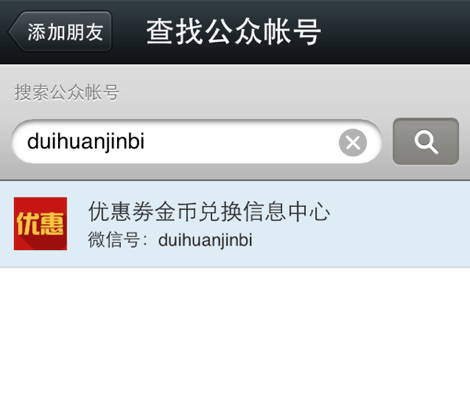 添加朋友
查找公众帐号
搜索公众帐号
duihuanjinbi
优惠
优惠券金币兑换信息中心
微信号：duihuanjinbi